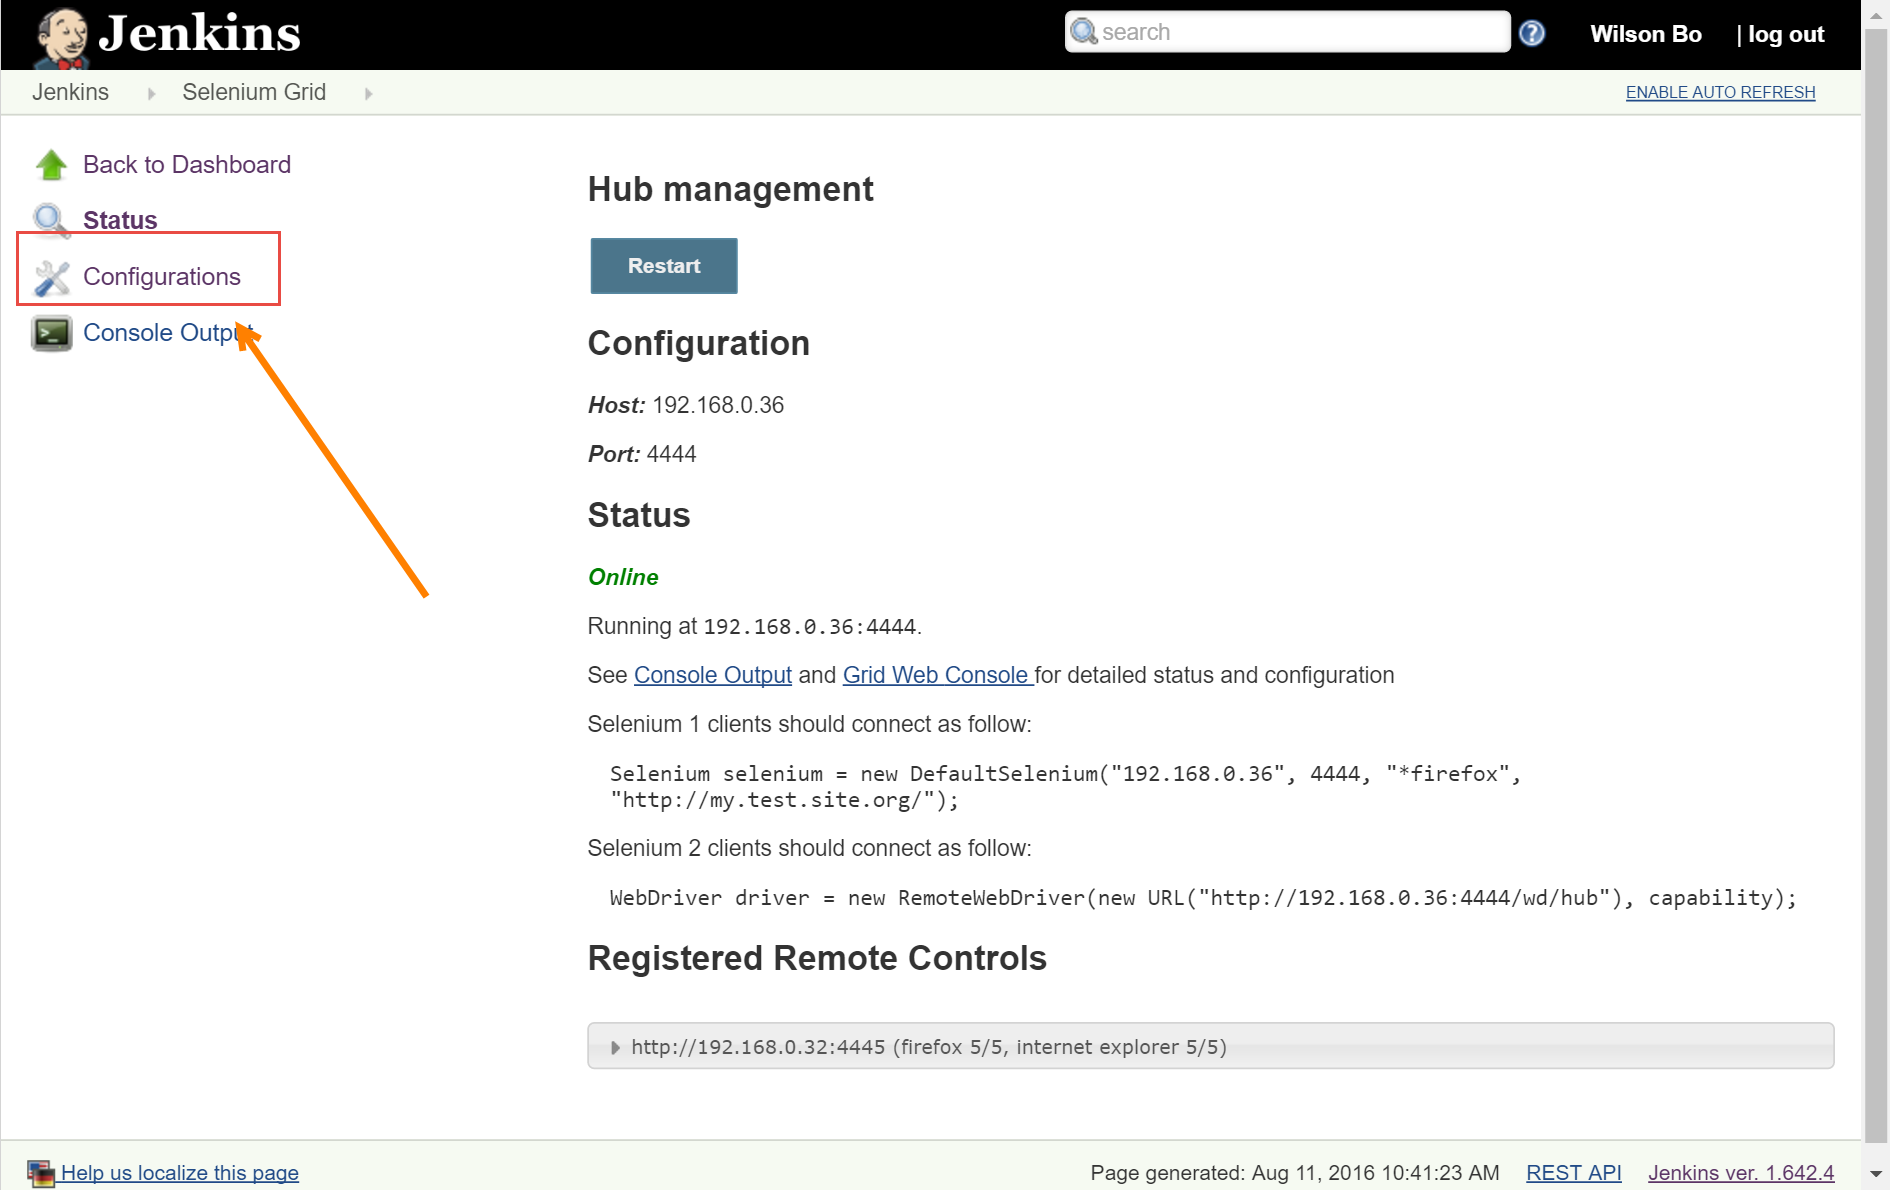 Jenkins
search
Wilson Bo
| log out
Jenkins
Selenium Grid
ENABLE AUTO REFRESH
Back to Dashboard
Status
Configurations
Console Output
Hub management
Restart
Configuration
Host: 192.168.0.36
Port: 4444
Status
Online
Running at 192.168.0.36:4444.
See Console Output and Grid Web Console for detailed status and configuration
Selenium 1 clients should connect as follow:
Selenium selenium = new DefaultSelenium("192.168.0.36", 4444, "*firefox",
"http://my.test.site.org/");
Selenium 2 clients should connect as follow:
WebDriver driver = new RemoteWebDriver(new URL("http://192.168.0.36:4444/wd/hub"), capability);
Registered Remote Controls
http://192.168.0.32:4445 (firefox 5/5, internet explorer 5/5)
Help us localize this page
Page generated: Aug 11, 2016 10:41:23 AM
REST API
Jenkins ver. 1.642.4